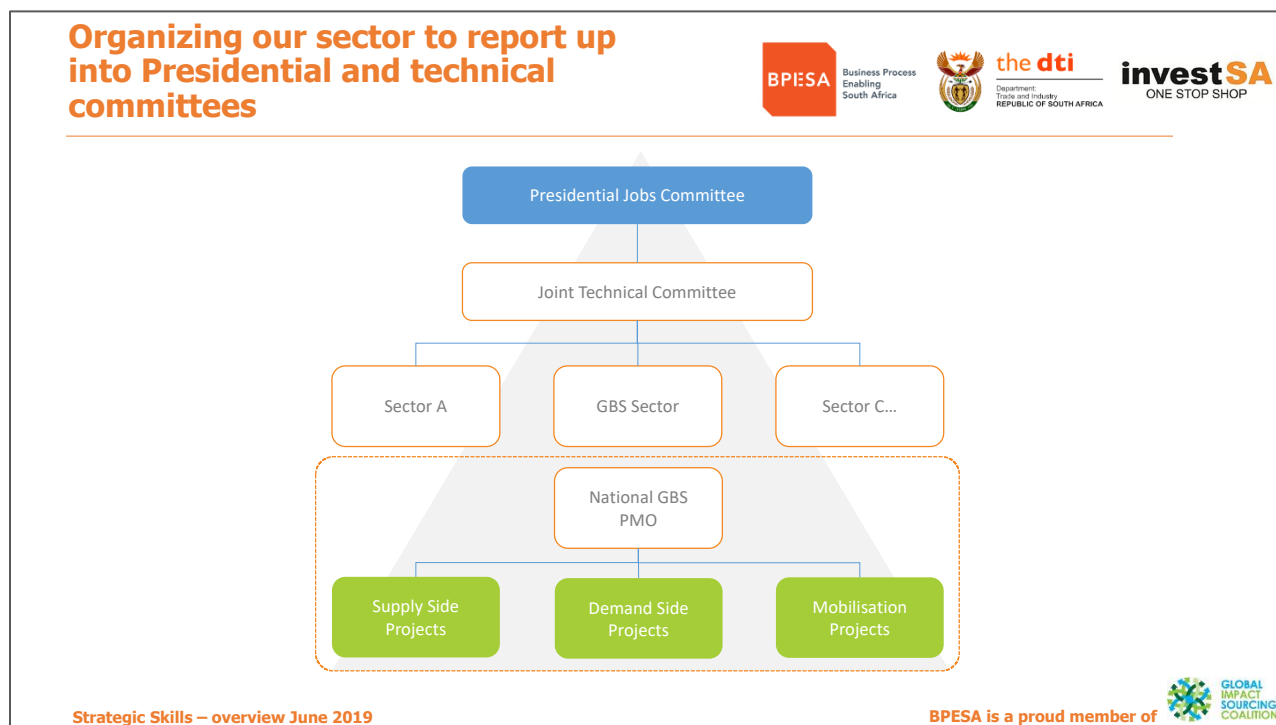 Organizing our sector to report up
into Presidential and technical
committees
BPESA
Business Process
Enabling
South Africa
the dti
Department:
Trade and Industry
REPUBLIC OF SOUTH AFRICA
investSA
ONE STOP SHOP
Presidential Jobs Committee
Joint Technical Committee
Sector A
GBS Sector
Sector C...
National GBS
PMO
Supply Side
Projects
Demand Side
Projects
Mobilisation
Projects
Strategic Skills – overview June 2019
BPESA is a proud member of
GLOBAL
IMPACT
SOURCING
COALITION